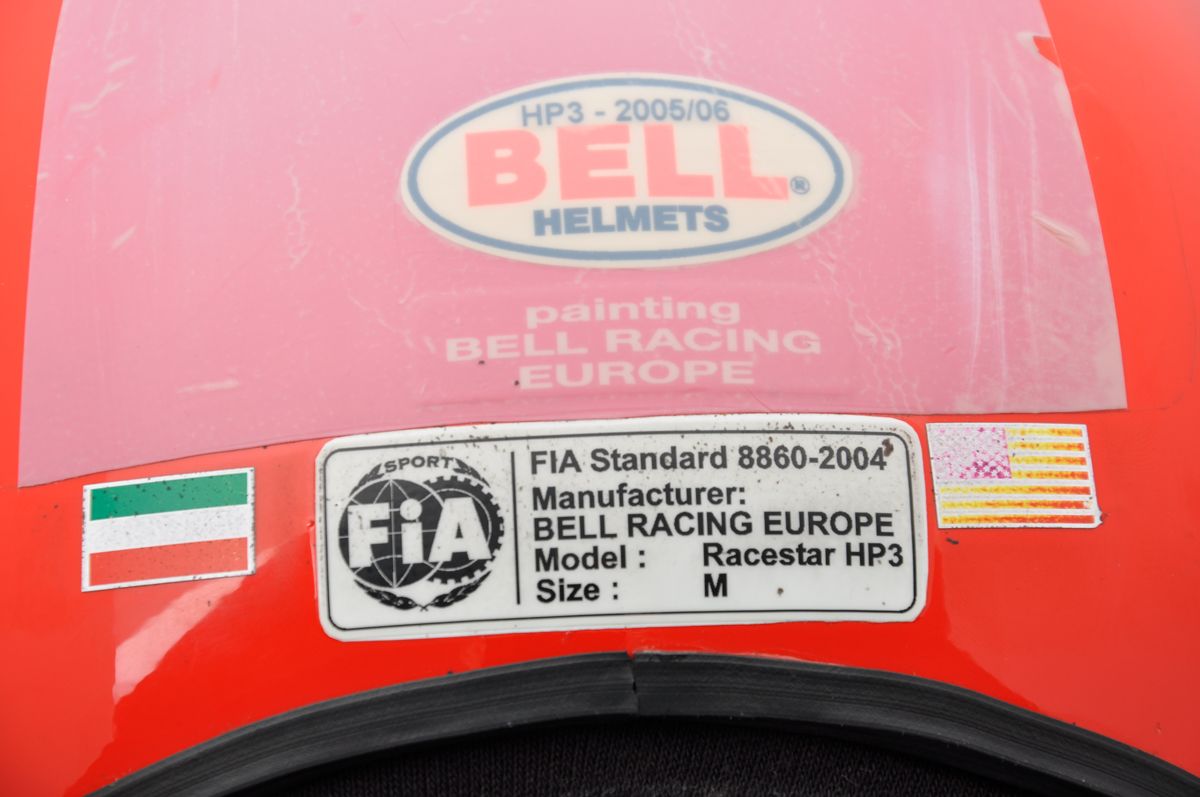 HP3 - 2005/06
BELL®
HELMETS
painting
BELL RACING
EUROPE
SPORT
FiA
FIA Standard 8860-2004
Manufacturer:
BELL RACING EUROPE
Model : Racestar HP3
Size : M